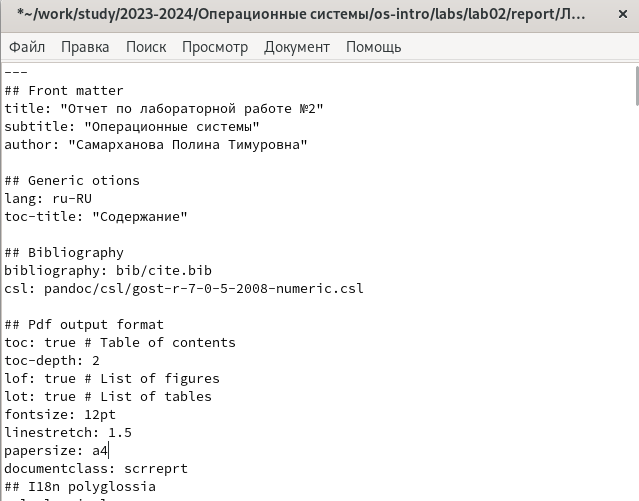 *~/work/study/2023-2024/Операционные системы/os-intro/labs/lab02/report/Л...
Файл Правка Поиск Просмотр Документ Помощь
---
## Front matter
title: "Отчет по лабораторной работе №2"
subtitle: "Операционные системы"
author: "Самарханова Полина Тимуровна"

## Generic otions
lang: ru-RU
toc-title: "Содержание"

## Bibliography
bibliography: bib/cite.bib
csl: pandoc/csl/gost-r-7-0-5-2008-numeric.csl

## Pdf output format
toc: true # Table of contents
toc-depth: 2
lof: true # List of figures
lot: true # List of tables
fontsize: 12pt
linestretch: 1.5
papersize: a4
documentclass: scrreprt
## I18n polyglossia